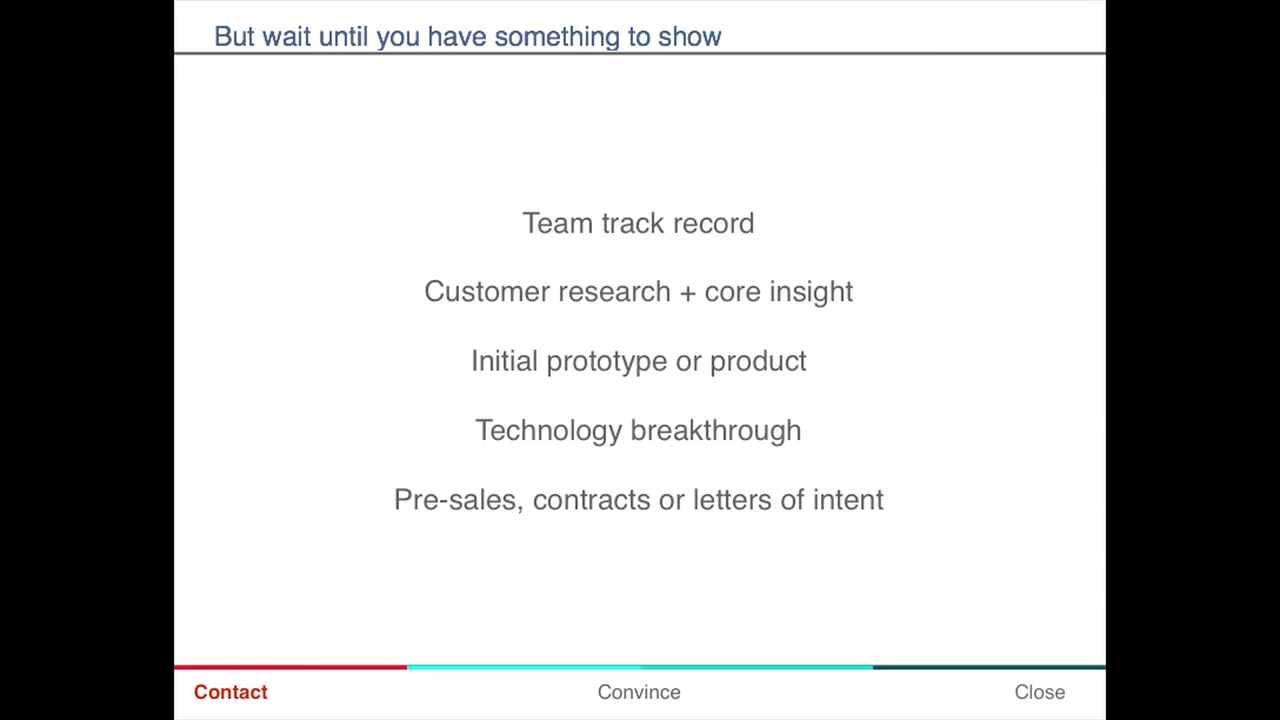 But wait until you have something to show
Team track record
Customer research + core insight
Initial prototype or product
Technology breakthrough
Pre-sales, contracts or letters of intent
Contact
Convince
Close